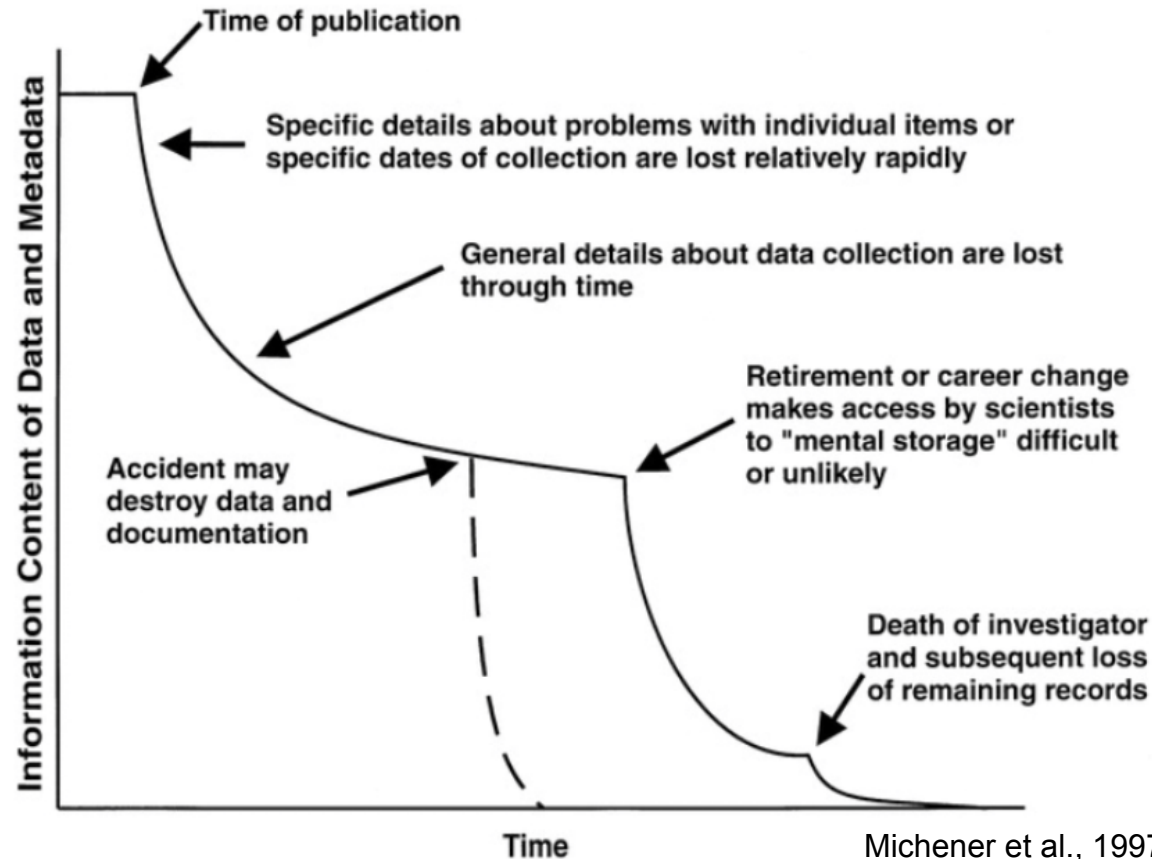 Time of publication
Specific details about problems with individual items or
specific dates of collection are lost relatively rapidly
General details about data collection are lost
through time
Retirement or career change
makes access by scientists
to "mental storage" difficult
or unlikely
Accident may
destroy data and
documentation
Death of investigator
and subsequent loss
of remaining records
Information Content of Data and Metadata
Time
Michener et al., 1997